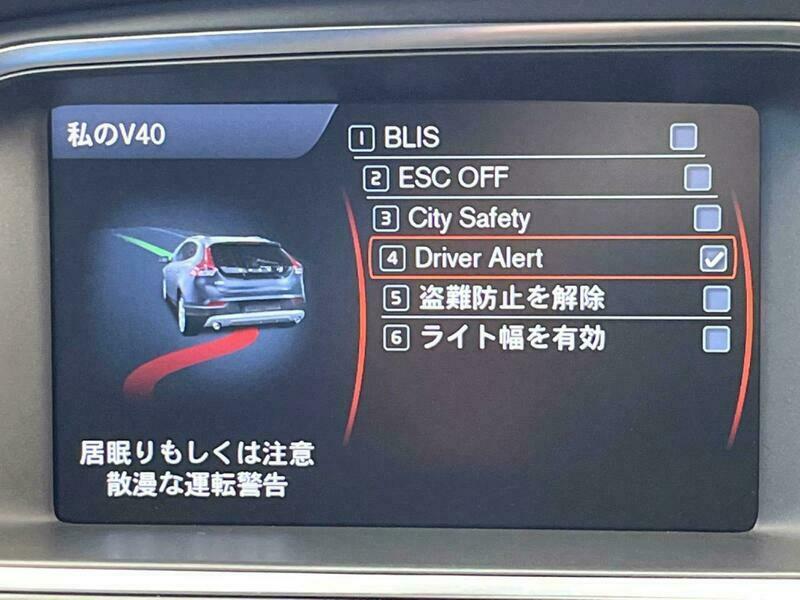 私のV40
1 BLIS
2 ESC OFF
3 City Safety
4 Driver Alert
5 盗難防止を解除
6 ライト幅を有効
居眠りもしくは注意
散漫な運転警告